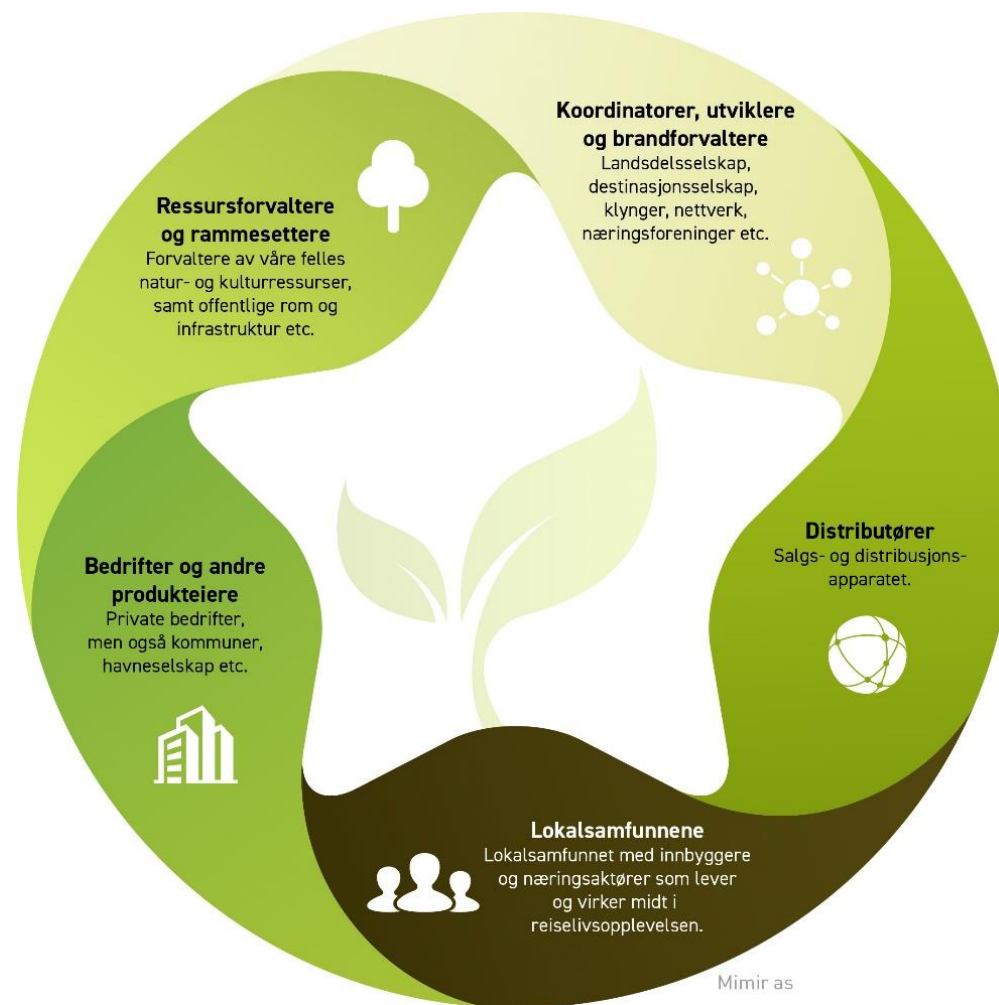 Koordinatorer, utviklere
og brandforvaltere
Landsdelsselskap,
destinasjonsselskap,
klynger, nettverk,
næringsforeninger etc.
Ressursforvaltere
og rammesettere
Forvaltere av våre felles
natur- og kulturressurser,
samt offentlige rom og
infrastruktur etc.
Distributører
Salgs- og distribusjons-
apparatet.
Bedrifter og andre
produkteiere
Private bedrifter,
men også kommuner,
havneselskap etc.
Lokalsamfunnene
Lokalsamfunnet med innbyggere
og næringsaktører som lever
og virker midt i
reiselivsopplevelsen.
Mimir as